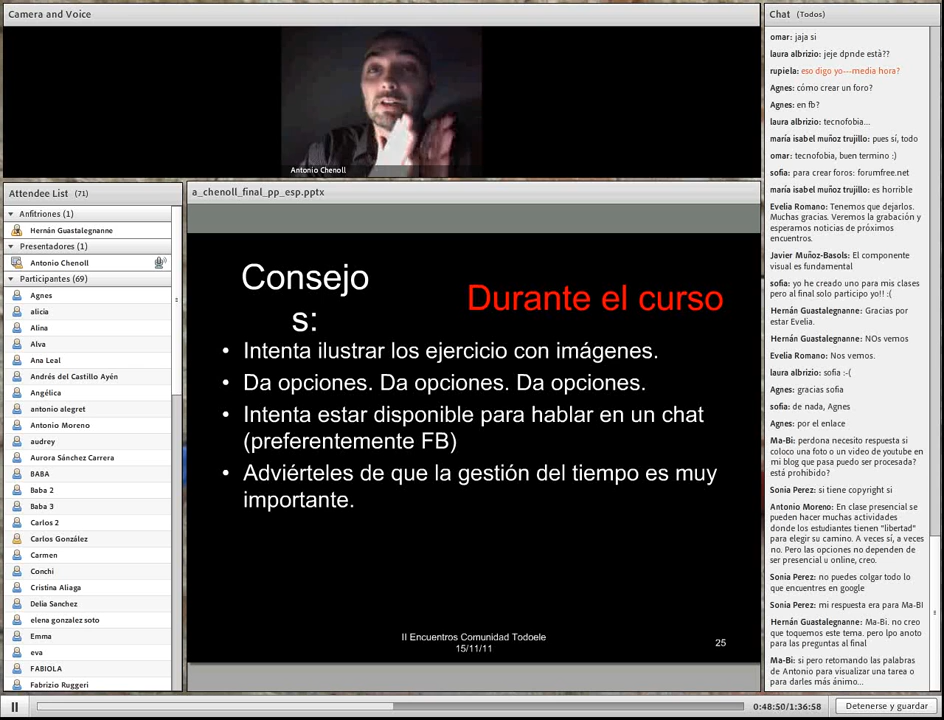 Camera and Voice
Antonio Chenoll
Attendee List (71)
Anfitriones (1)
Hernán Guastalegnanne
Presentadores (1)
Antonio Chenoll
Participantes (69)
Agnes
alicia
Alina
Alva
Ana Leal
Andrés del Castillo Ayén
Angélica
antonio alegret
Antonio Moreno
audrey
Aurora Sánchez Carrera
BABA
Baba 2
Baba 3
Carlos 2
Carlos González
Carmen
Conchi
Cristina Aliaga
Delia Sanchez
elena gonzalez soto
Emma
eva
FABIOLA
Fabrizio Ruggeri
a_chenoll_final_pp_esp.pptx
Consejo
s:
Durante el curso
• Intenta ilustrar los ejercicio con imágenes.
• Da opciones. Da opciones. Da opciones.
• Intenta estar disponible para hablar en un chat
(preferentemente FB)
• Adviérteles de que la gestión del tiempo es muy
importante.
II Encuentros Comunidad Todoele
15/11/11
25
Chat (Todos)
omar: jaja si
laura albrizio: jeje dpnde està??
rupiela: eso digo yo---media hora?
Agnes: cómo crear un foro?
Agnes: en fb?
laura albrizio: tecnofobia...
maría isabel muñoz trujillo: pues sí, todo
omar: tecnofobia, buen termino :)
sofia: para crear foros: forumfree.net
maría isabel muñoz trujillo: es horrible
Evelia Romano: Tenemos que dejarlos.
Muchas gracias. Veremos la grabación y
esperamos noticias de próximos
encuentros.
Javier Muñoz-Basols: El componente
visual es fundamental
sofia: yo he creado uno para mis clases
pero al final solo participo yo!! :(
Hernán Guastalegnanne: Gracias por
estar Evelia.
Hernán Guastalegnanne: NOs vemos
Evelia Romano: Nos vemos.
laura albrizio: sofia :-(
Agnes: gracias sofia
sofia: de nada, Agnes
Agnes: por el enlace
Ma-Bi: perdona necesito respuesta si
coloco una foto o un video de youtube en
mi blog que pasa puedo ser procesada?
está prohibido?
Sonia Perez: si tiene copyright si
Antonio Moreno: En clase presencial se
pueden hacer muchas actividades
donde los estudiantes tienen "libertad"
para elegir su camino. A veces sí, a veces
no. Pero las opciones no dependen de
ser presencial u online, creo.
Sonia Perez: no puedes colgar todo lo
que encuentres en google
Sonia Perez: mi respuesta era para Ma-BI
Hernán Guastalegnanne: Ma-Bi. no creo
que toquemos este tema. pero lpo anoto
para las preguntas al final
Ma-Bi: si pero retomando las palabras
de Antonio para visualizar una tarea o
para darles más ánimo...
0:48:50/1:36:58
Detenerse y guardar